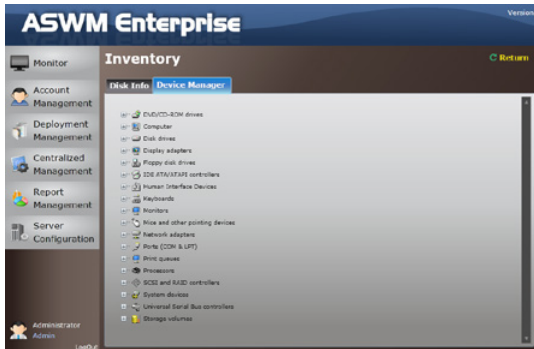 ASWM Enterprise
Version
Monitor
Inventory
Return
Disk Info
Device Manager
Account
Management
Deployment
Management
Centralized
Management
Report
Management
Server
Configuration
DVD/CD-ROM drives
Computer
Disk drives
Display adapters
Floppy disk drives
IDE ATA/ATAPI controllers
Human Interface Devices
Keyboards
Monitors
Mice and other pointing devices
Network adapters
Ports (COM & LPT)
Print queues
Processors
SCSI and RAID controllers
System devices
Universal Serial Bus controllers
Storage volumes
Administrator
Admin
LogOut